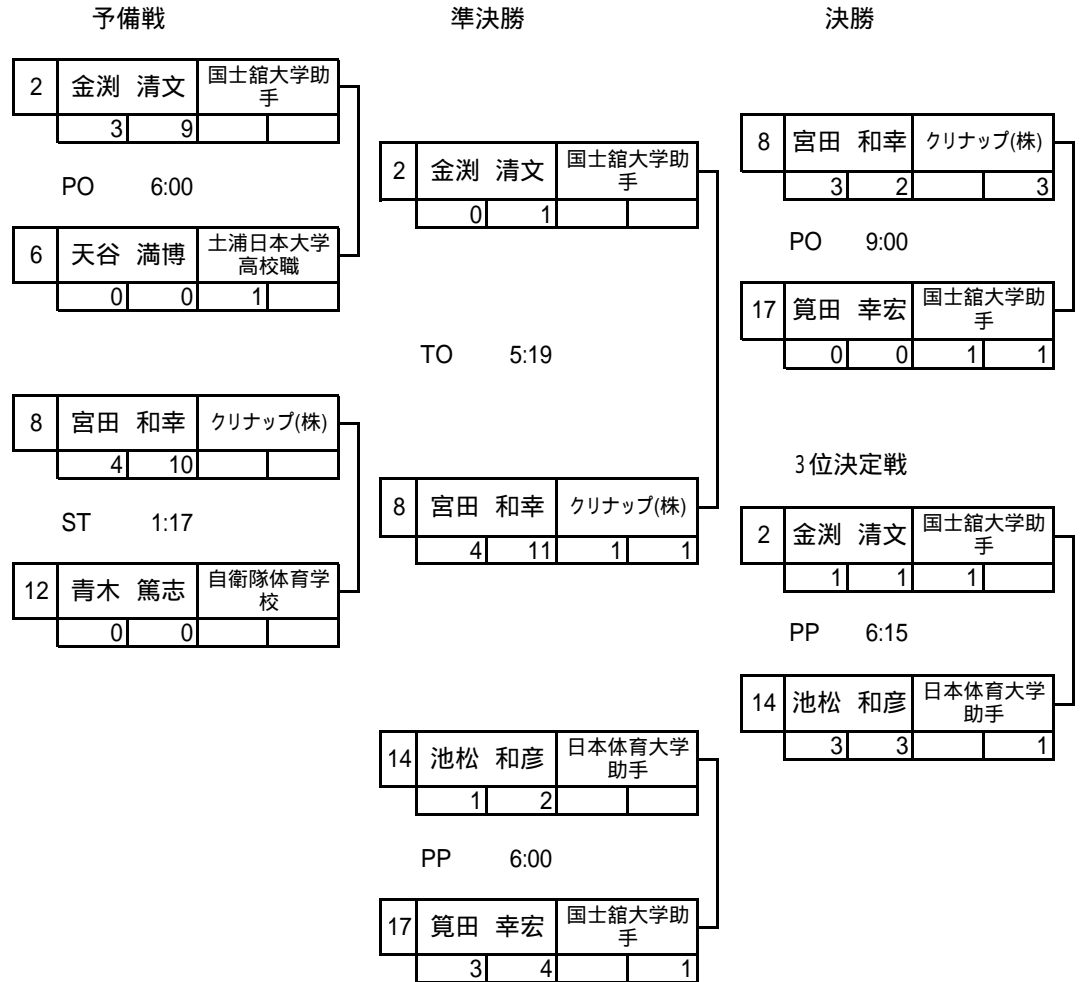 予備戦
2 金渕 清文 国士舘大学助
手
3 9
PO 6:00
6 天谷 満博 土浦日本大学
高校職
0 0 1
8 宮田 和幸 クリナップ(株)
4 10
ST 1:17
12 青木 篤志 自衛隊体育学
校
0 0
準決勝
2 金渕 清文 国士舘大学助
手
0 1
TO 5:19
8 宮田 和幸 クリナップ(株)
4 11 1 1
14 池松 和彦 日本体育大学
助手
1 2
PP 6:00
17 筧田 幸宏 国士舘大学助
手
3 4 1
決勝
8 宮田 和幸 クリナップ(株)
3 2 3
PO 9:00
17 筧田 幸宏 国士舘大学助
手
0 0 1 1
3位決定戦
2 金渕 清文 国士舘大学助
手
1 1 1
PP 6:15
14 池松 和彦 日本体育大学
助手
3 3 1